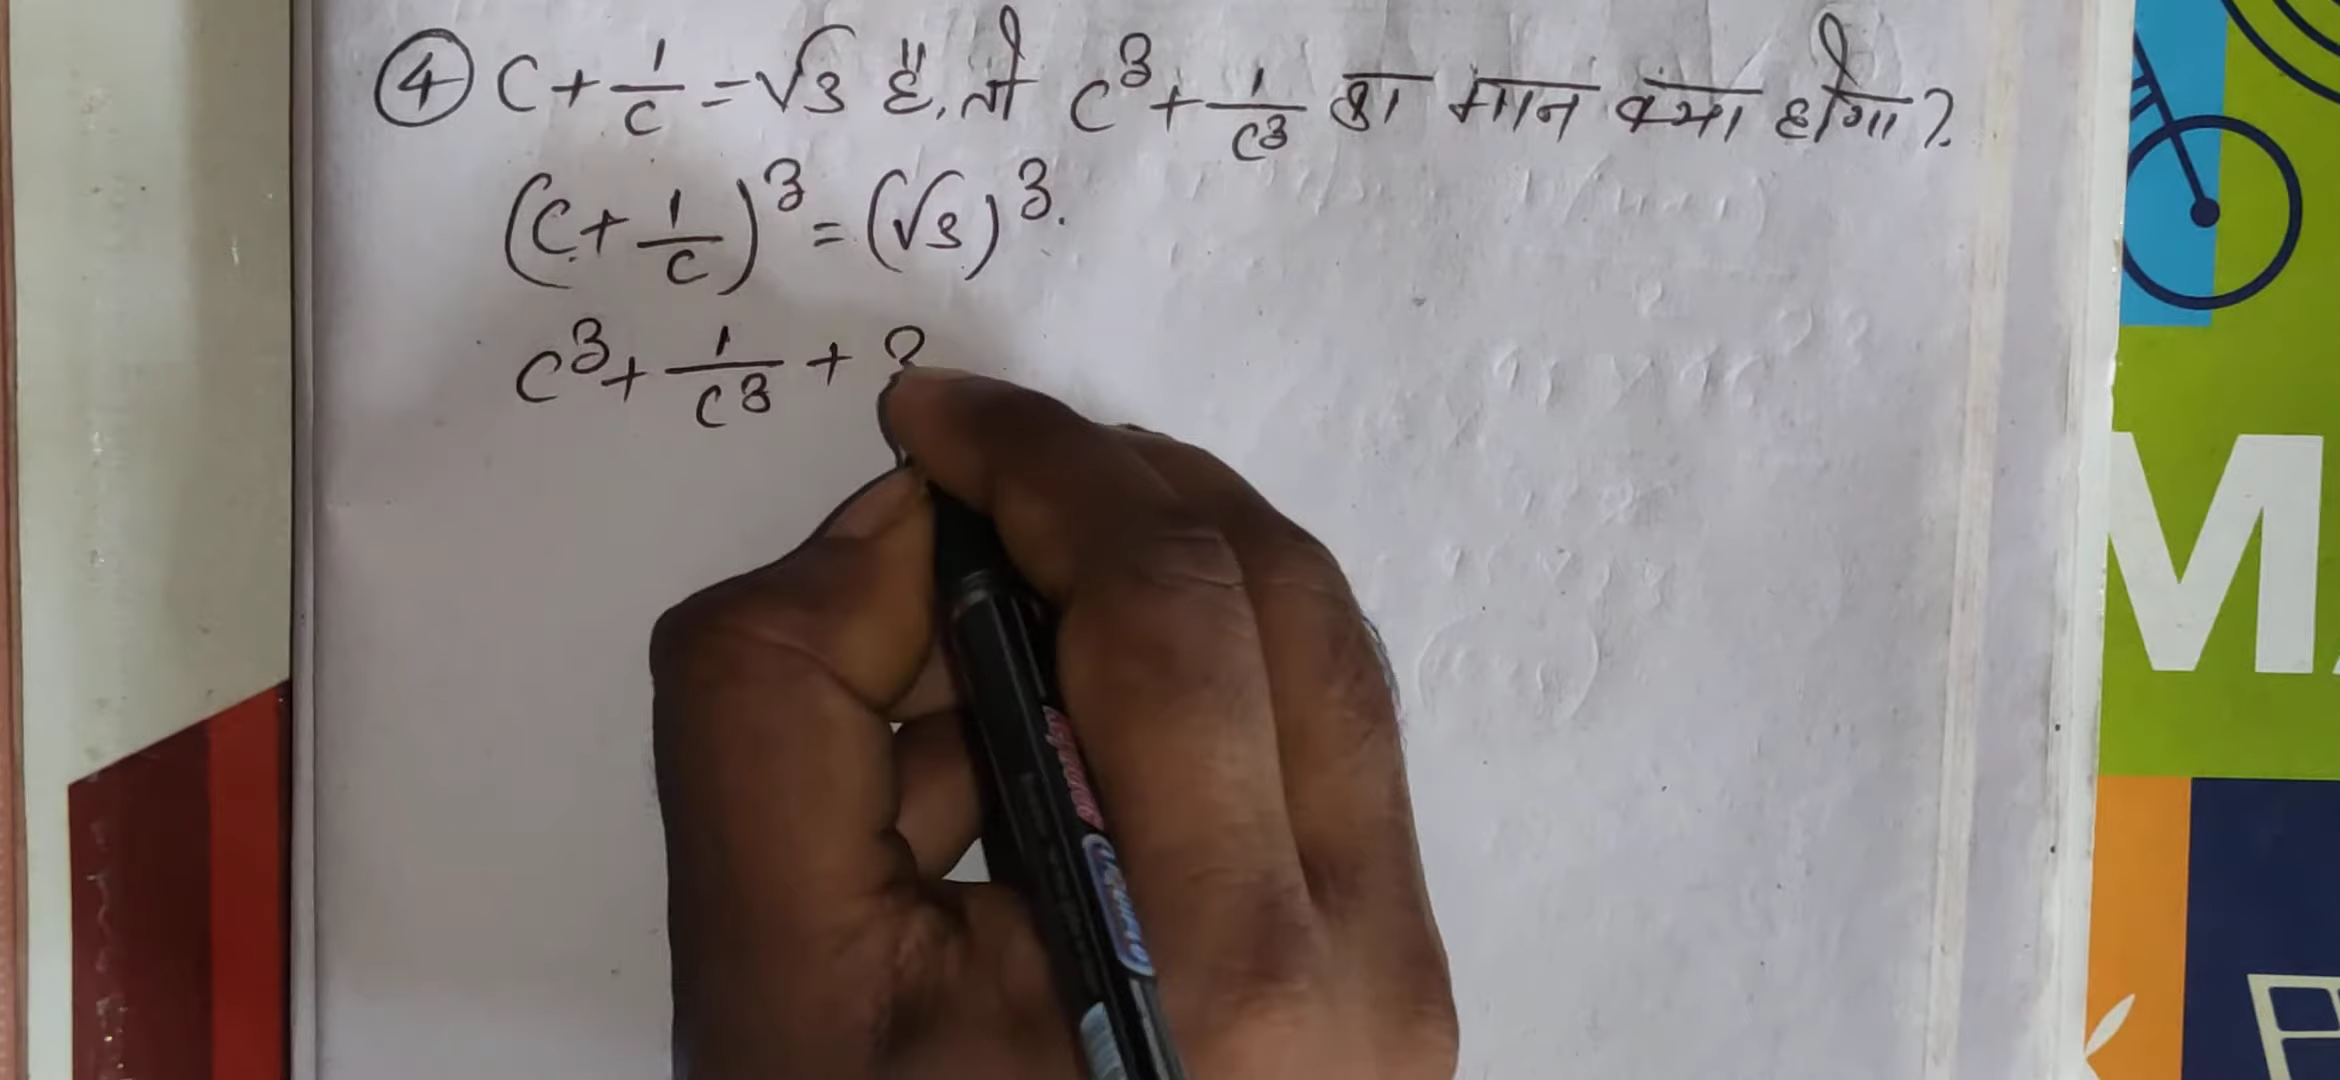 ④ C + 1/C = √3 हैं, तो C³ + 1/C³ का मान क्या होगा?
(C + 1/C)³ = (√3)³.
C³ + 1/C³ + 3
M